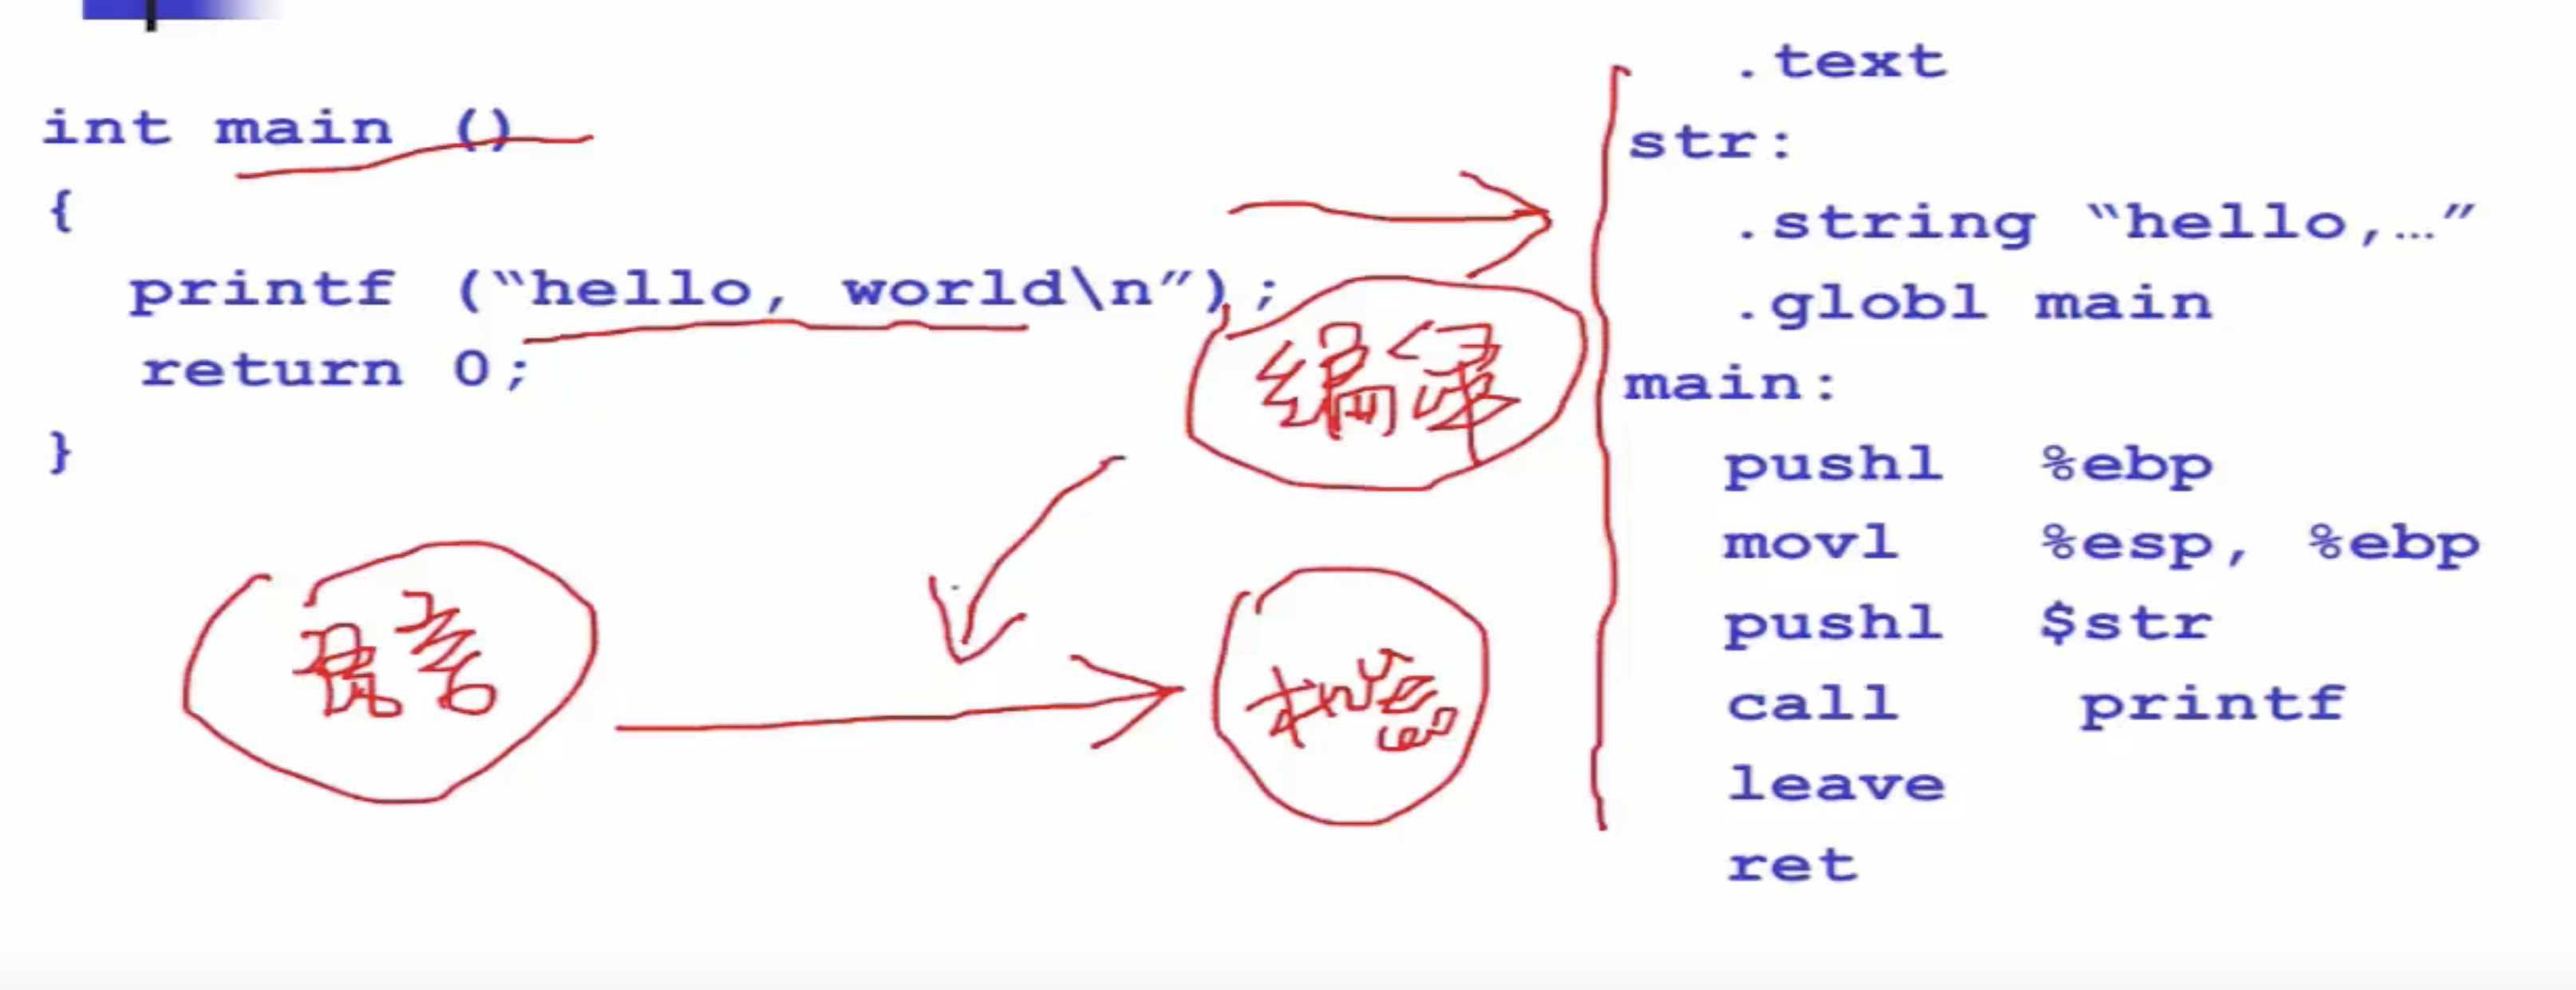 int main ()
{
printf (“hello, world\n”);
return 0;
}
编译
语言
机器
.text
str:
.string “hello,…”
.globl main
main:
pushl %ebp
movl %esp, %ebp
pushl $str
call printf
leave
ret